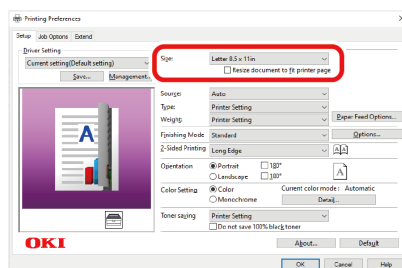 Printing Preferences
Setup Job Options Extend
Driver Setting
Current setting(Default setting)
Save... Management..
Size: Letter 8.5 x 11in
Resize document to fit printer page
Source: Auto
Type: Printer Setting
Weight: Printer Setting Paper Feed Options...
Finishing Mode Standard Options...
2-Sided Printing Long Edge A A
Orientation Portrait 180° A
Landscape
Color Setting Color Current color mode : Automatic
Monochrome Detail...
Toner saving Printer Setting
Do not save 100% black toner
A
OKI About... Default
OK Cancel Help